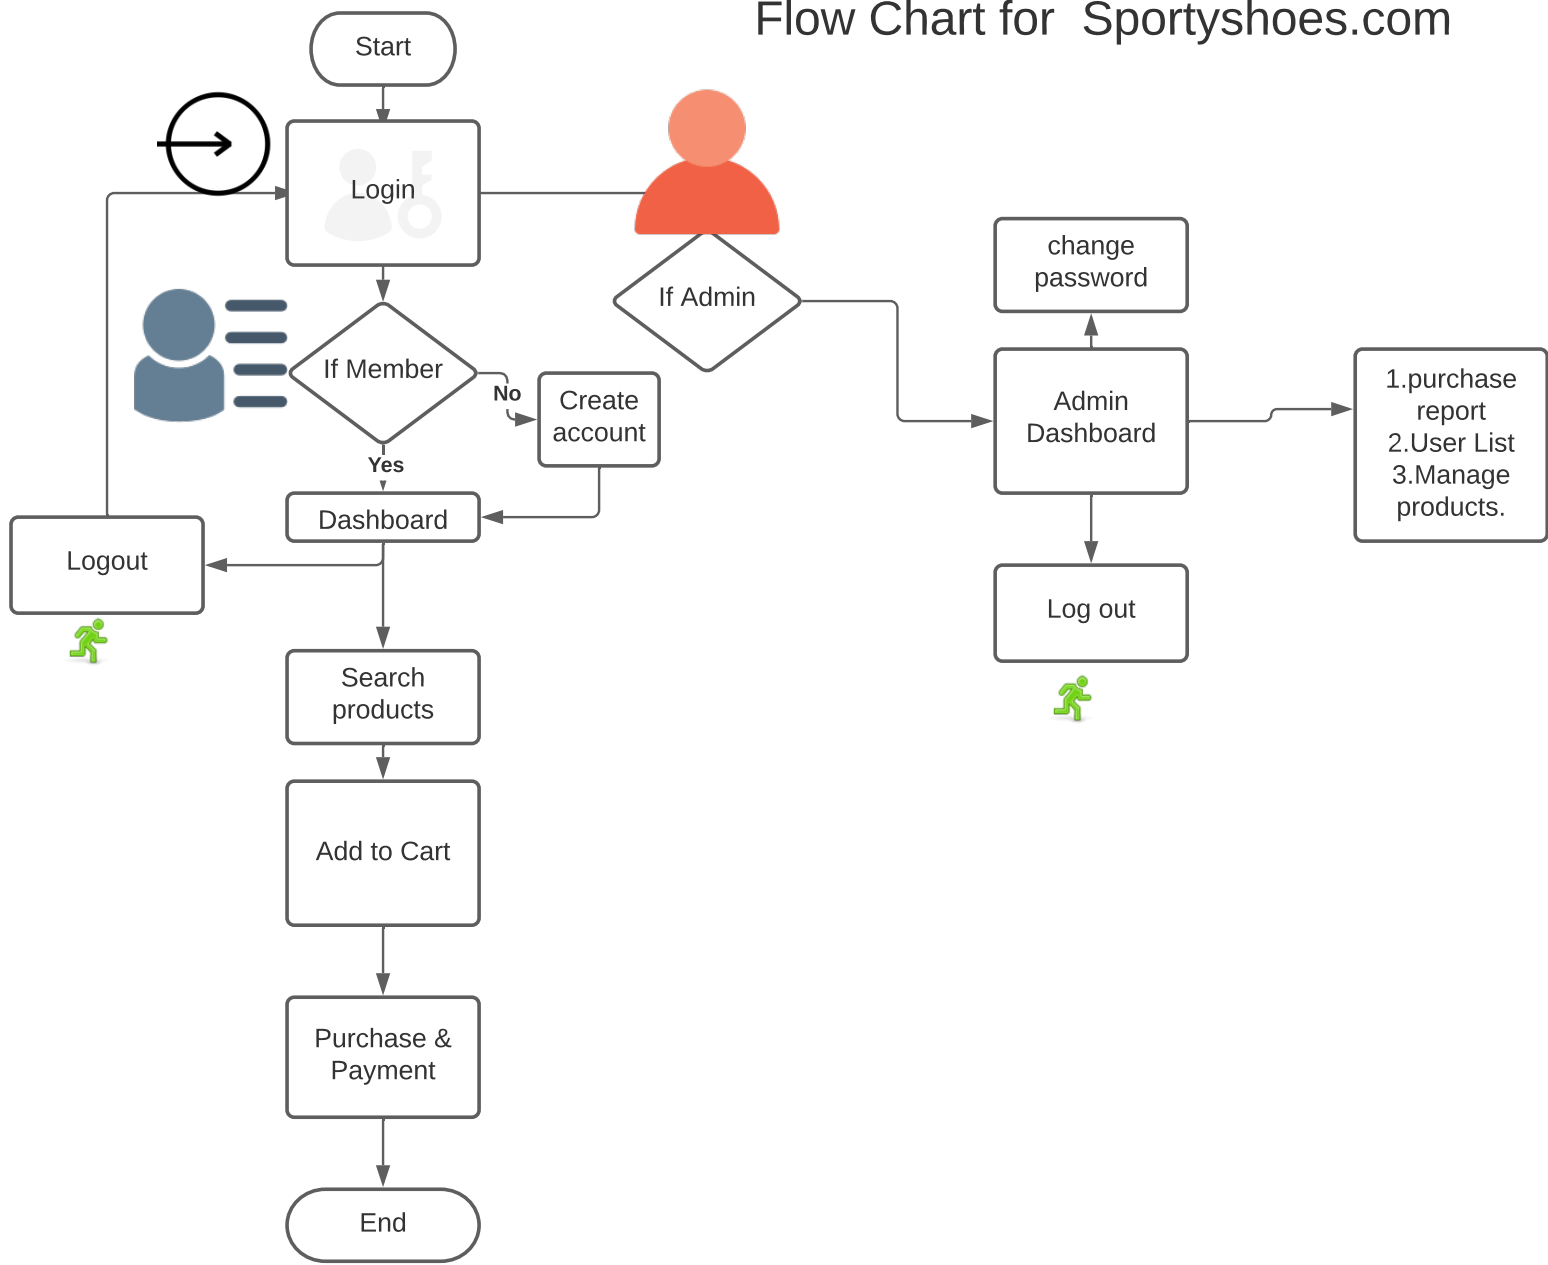 Flow Chart for  Sportyshoes.com
Start
Login
If Admin
change
password
If Member
No
Create
account
Admin
Dashboard
1.purchase
report
2.User List
3.Manage
products.
Yes
Dashboard
Logout
Log out
Search
products
Add to Cart
Purchase &
Payment
End